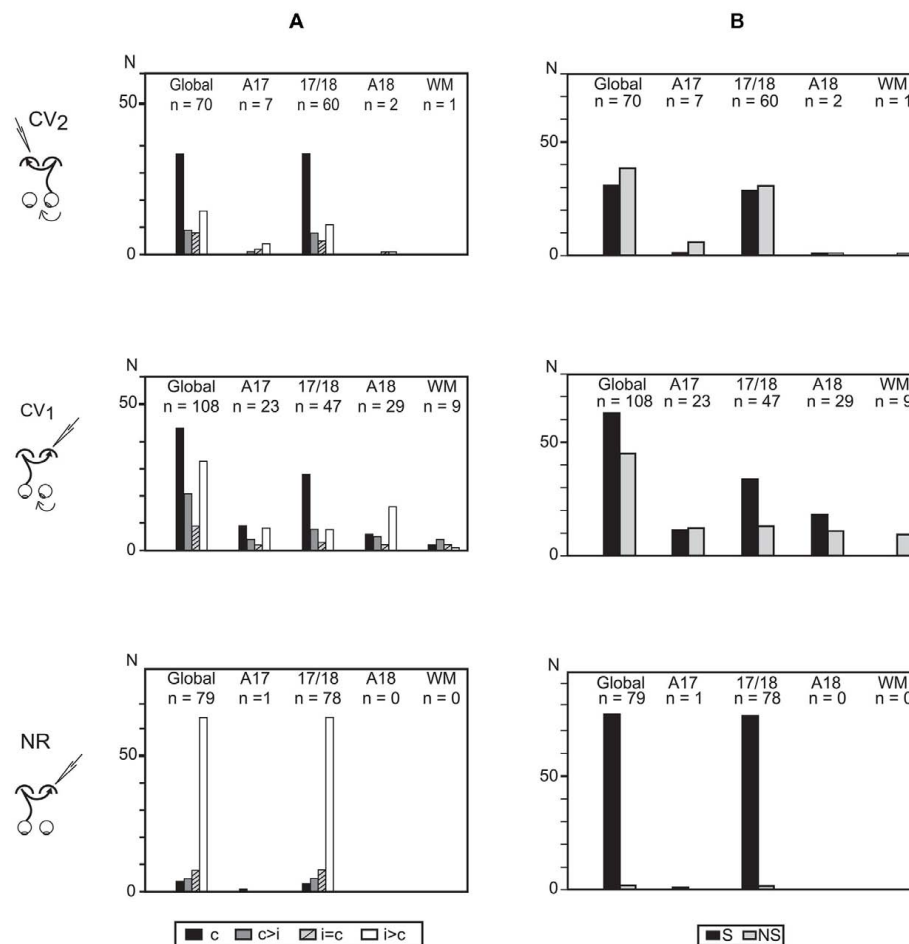 A
B
CV2
N
Global A17 17/18 A18 WM
n = 70 n = 7 n = 60 n = 2 n = 1
50
0
N
Global A17 17/18 A18 WM
n = 70 n = 7 n = 60 n = 2 n = 1
50
0
CV1
N
Global A17 17/18 A18 WM
n = 108 n = 23 n = 47 n = 29 n = 9
50
0
N
Global A17 17/18 A18 WM
n = 108 n = 23 n = 47 n = 29 n = 9
50
0
NR
N
Global A17 17/18 A18 WM
n = 79 n =1 n = 78 n = 0 n = 0
50
0
N
Global A17 17/18 A18 WM
n = 79 n = 1 n = 78 n = 0 n = 0
50
0
c c>i i=c i>c
S NS